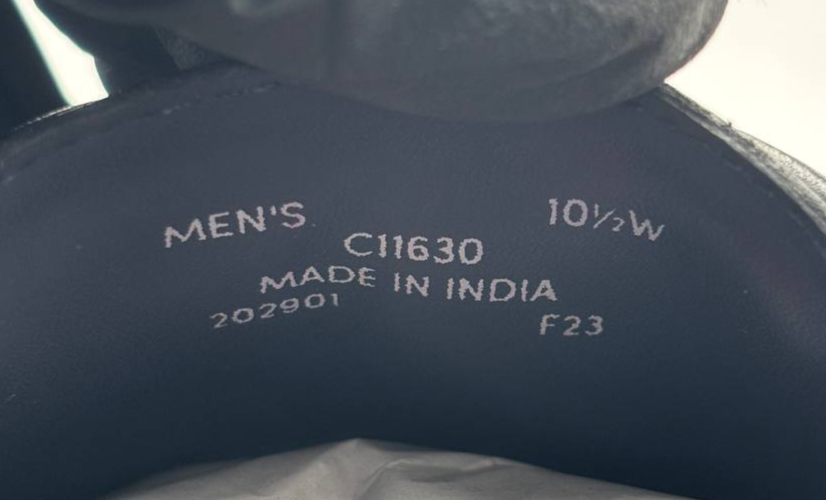 MEN'S 10½W
C11630
MADE IN INDIA
202901 F23